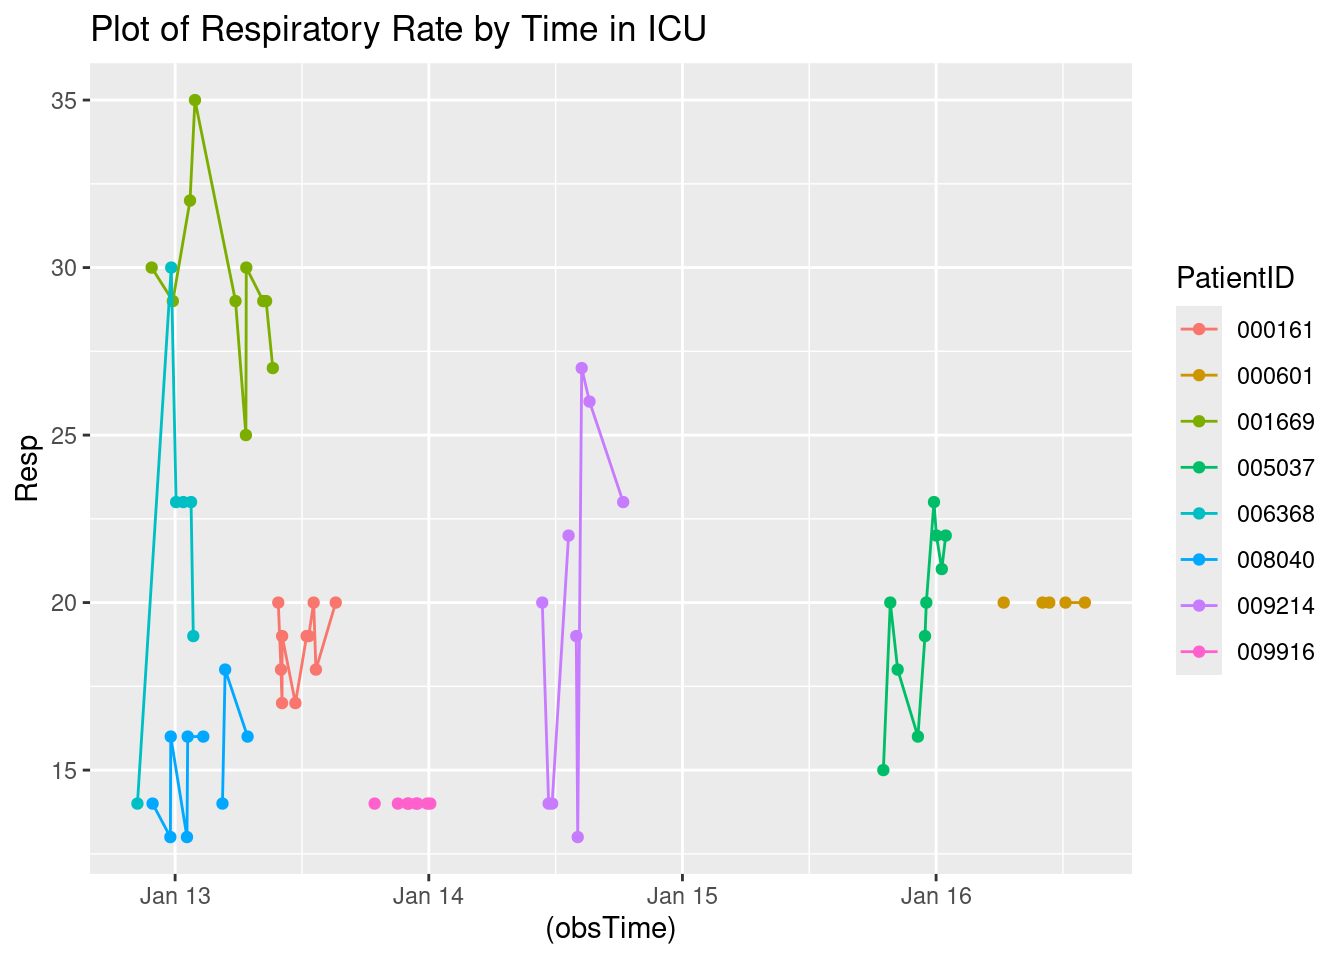 Plot of Respiratory Rate by Time in ICU
35
30
25
20
15
Resp
Jan 13
Jan 14
Jan 15
Jan 16
(obsTime)
PatientID
000161
000601
001669
005037
006368
008040
009214
009916